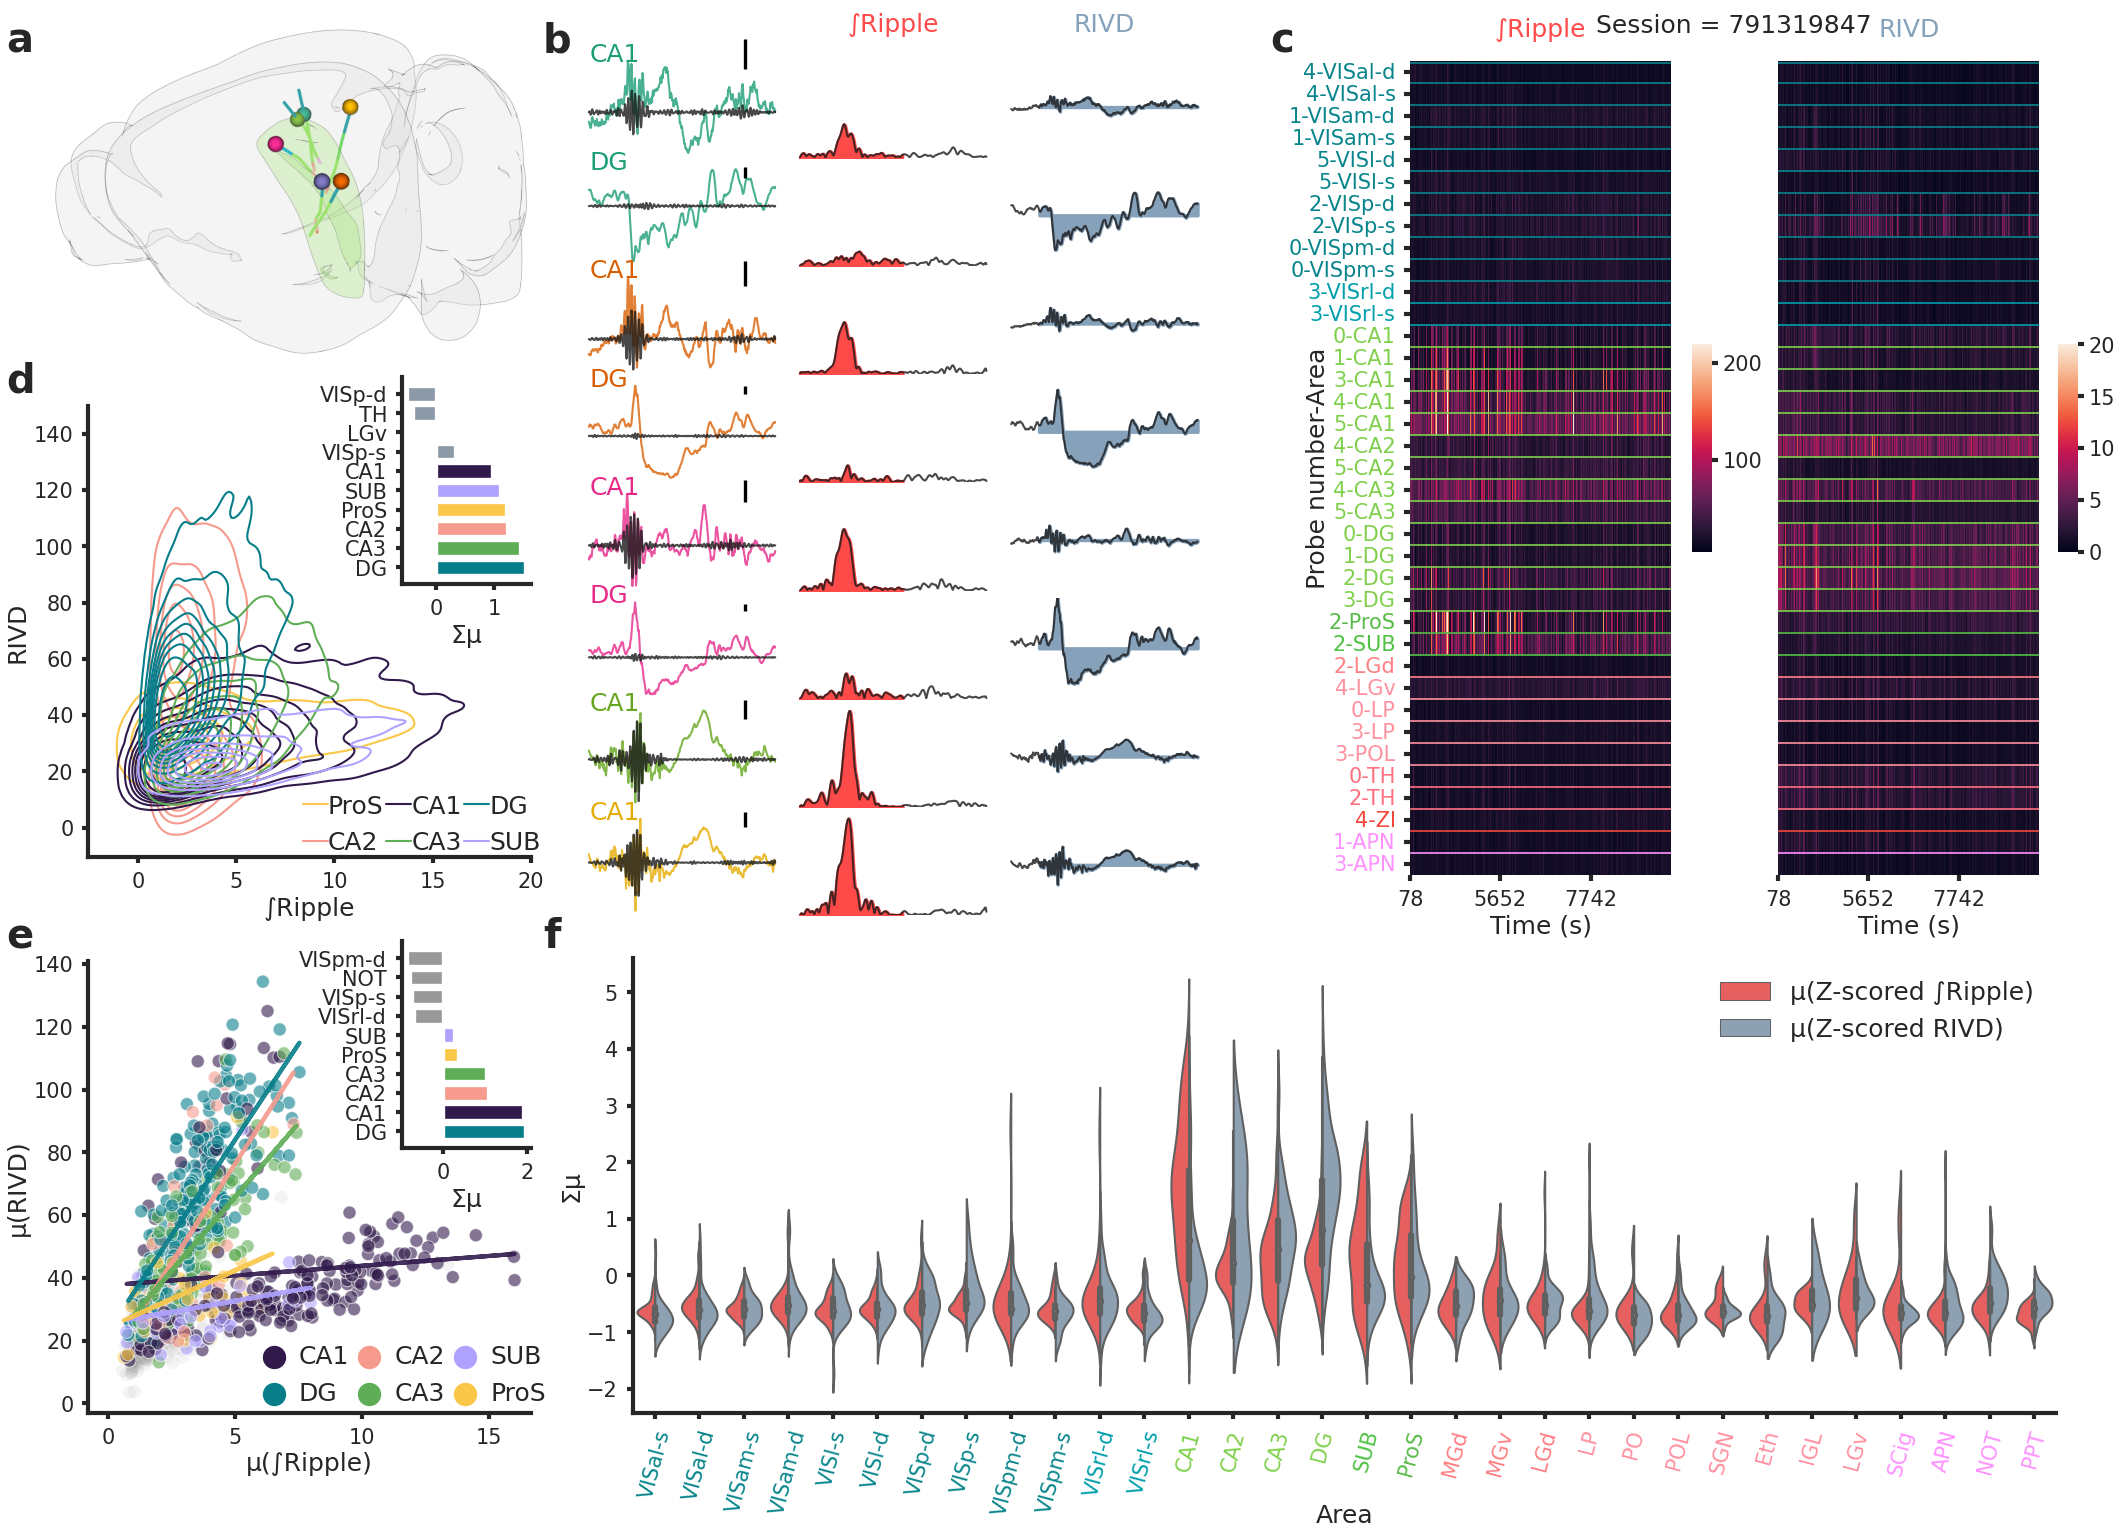 a
b
∫Ripple
RIVD
CA1
DG
CA1
DG
CA1
DG
CA1
CA1
c
∫Ripple
Session = 791319847
RIVD
Probe number-Area
4-VISal-d
4-VISal-s
1-VISam-d
1-VISam-s
5-VISl-d
5-VISl-s
2-VISp-d
2-VISp-s
0-VISpm-d
0-VISpm-s
3-VISrl-d
3-VISrl-s
0-CA1
1-CA1
3-CA1
4-CA1
5-CA1
4-CA2
5-CA2
4-CA3
5-CA3
0-DG
1-DG
2-DG
3-DG
2-ProS
2-SUB
2-LGd
4-LGv
0-LP
3-LP
3-POL
0-TH
2-TH
4-ZI
1-APN
3-APN
78 5652 7742
Time (s)
200
100
78 5652 7742
Time (s)
20
15
10
5
0
d
RIVD
140
120
100
80
60
40
20
0
0 5 10 15 20
∫Ripple
ProS CA1 DG
CA2 CA3 SUB
VISp-d
TH
LGv
VISp-s
CA1
SUB
ProS
CA2
CA3
DG
0 1
Σμ
e
μ(RIVD)
140
120
100
80
60
40
20
0
0 5 10 15
μ(∫Ripple)
CA1 CA2 SUB
DG CA3 ProS
VISpm-d
NOT
VISp-s
VISrl-d
SUB
ProS
CA3
CA2
CA1
DG
0 2
Σμ
f
Σμ
5
4
3
2
1
0
−1
−2
μ(Z-scored ∫Ripple)
μ(Z-scored RIVD)
VISal-s
VISal-d
VISam-s
VISam-d
VISl-s
VISl-d
VISp-d
VISp-s
VISpm-d
VISpm-s
VISrl-d
VISrl-s
CA1
CA2
CA3
DG
SUB
ProS
MGd
MGv
LGd
LP
PO
POL
SGN
Eth
IGL
LGv
SCig
APN
NOT
PPT
Area